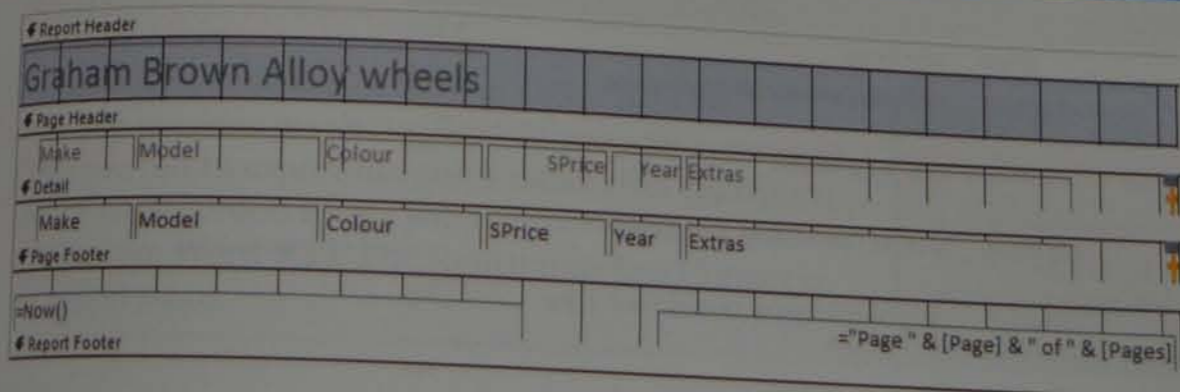 Report Header
Graham Brown Alloy wheels
Page Header
Make Model Colour SPrice Year Extras
Detail
Make Model Colour SPrice Year Extras
Page Footer
=Now() ="Page " & [Page] & " of " & [Pages]
Report Footer